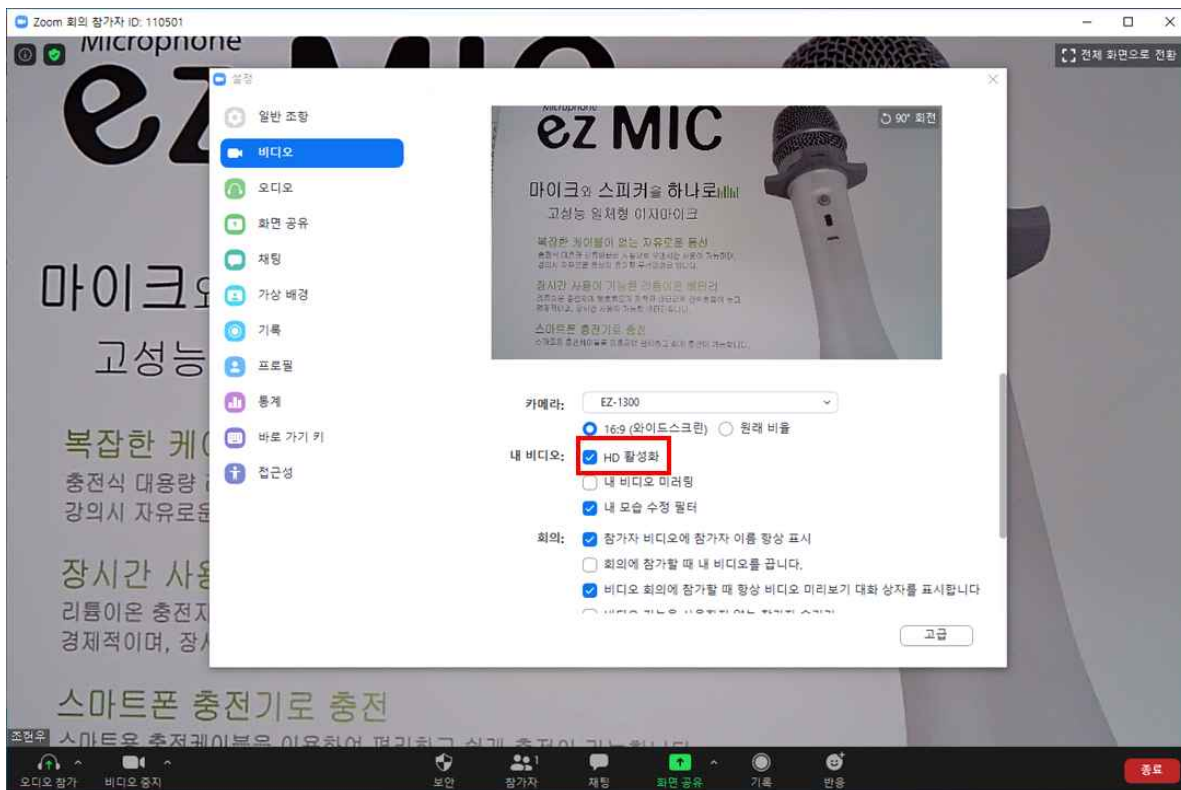 Zoom 회의 참가자 ID: 110501
Microphone
ez MIC
전체 화면으로 전환
설정
일반 조항
비디오
오디오
화면 공유
채팅
가상 배경
기록
프로필
통계
바로 가기 키
접근성
Microphone
ez MIC
90° 회전
마이크와 스피커를 하나로
고성능 일체형 이지마이크
복잡한 케이블이 없는 자유로운 동선
장시간 사용이 기능한 리튬이온 배터리
스마트폰 충전기로 충전
카메라:
EZ-1300
16:9 (와이드스크린)
원래 비율
내 비디오:
HD 활성화
내 비디오 미러링
내 모습 수정 필터
회의:
참가자 비디오에 참가자 이름 항상 표시
회의에 참가할 때 내 비디오를 끕니다.
비디오 회의에 참가할 때 항상 비디오 미리보기 대화 상자를 표시합니다
고급
마이크와
고성능
복잡한 케
충전식 대용량
강의시 자유로운
장시간 사용
리튬이온 충전지
경제적이며, 장시
스마트폰 충전기로 충전
조현우
오디오 참가
비디오 중지
보안
참가자
1
채팅
화면 공유
기록
반응
종료